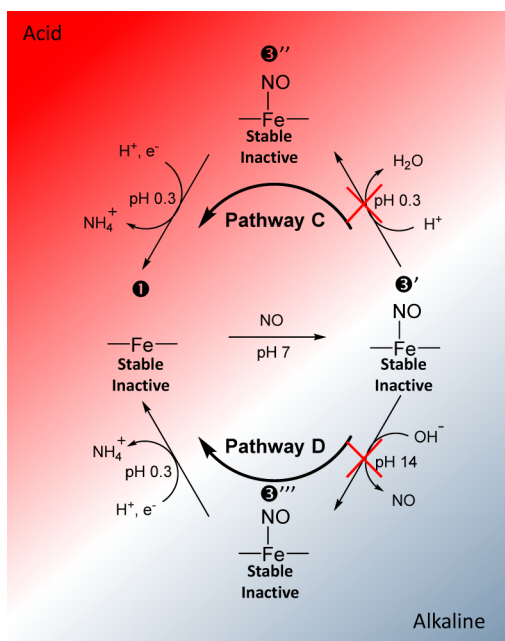 Acid
❸′′
NO
Fe
Stable
Inactive
H⁺, e⁻
pH 0.3
NH₄⁺
H₂O
pH 0.3
H⁺
Pathway C
❶
Fe
Stable
Inactive
NO
pH 7
❸′
NO
Fe
Stable
Inactive
Pathway D
NH₄⁺
pH 0.3
H⁺, e⁻
OH⁻
pH 14
NO
❸′′′
NO
Fe
Stable
Inactive
Alkaline